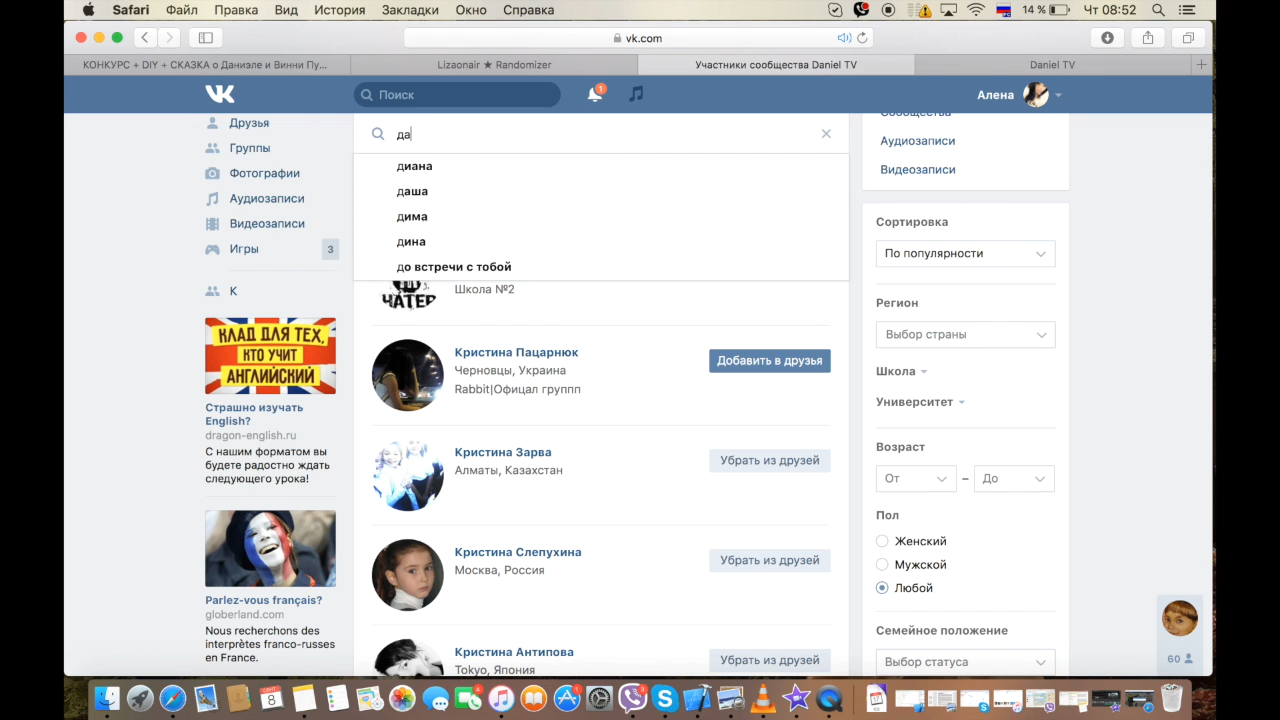 Safari Файл Правка Вид История Закладки Окно Справка 14 % Чт 08:52
vk.com
КОНКУРС + DIY + СКАЗКА о Даниэле и Винни Пу... Lizaonair ★ Randomizer Участники сообщества Daniel TV Daniel TV
Поиск 1 Алена
Друзья
Группы
Фотографии
Аудиозаписи
Видеозаписи
Игры 3
К
КЛАД ДЛЯ ТЕХ,
КТО УЧИТ
АНГЛИЙСКИЙ
Страшно изучать
English?
dragon-english.ru
С нашим форматом вы
будете радостно ждать
следующего урока!
Parlez-vous français?
globerland.com
Nous recherchons des
interprètes franco-russes
en France.
да
диана
даша
дима
дина
до встречи с тобой
ЧАТЕР
Школа №2
Кристина Пацарнюк
Черновцы, Украина
Rabbit|Офицал группп
Добавить в друзья
Кристина Зарва
Алматы, Казахстан
Убрать из друзей
Кристина Слепухина
Москва, Россия
Убрать из друзей
Кристина Антипова
Tokyo, Япония
Убрать из друзей
Сообщества
Аудиозаписи
Видеозаписи
Сортировка
По популярности
Регион
Выбор страны
Школа
Университет
Возраст
От – До
Пол
Женский
Мужской
Любой
Семейное положение
Выбор статуса
60